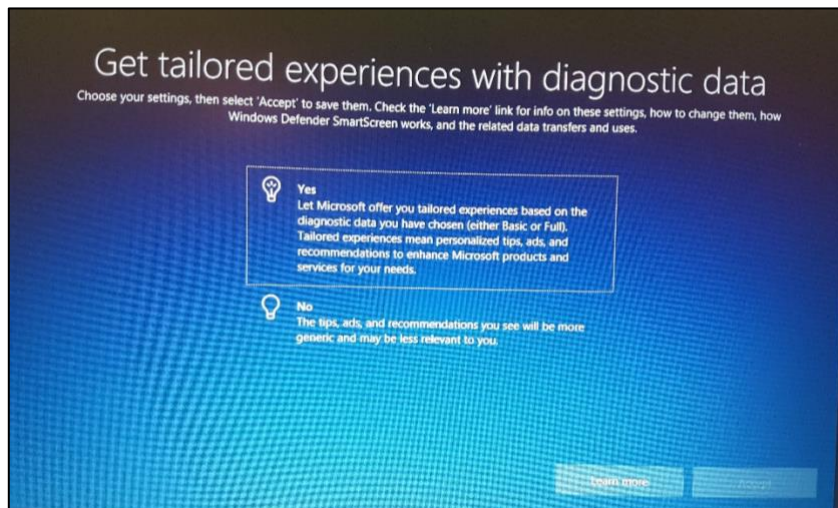 Get tailored experiences with diagnostic data
Choose your settings, then select 'Accept' to save them. Check the 'Learn more' link for info on these settings, how to change them, how
Windows Defender SmartScreen works, and the related data transfers and uses.
Yes
Let Microsoft offer you tailored experiences based on the
diagnostic data you have chosen (either Basic or Full).
Tailored experiences mean personalized tips, ads, and
recommendations to enhance Microsoft products and
services for your needs.
No
The tips, ads, and recommendations you see will be more
generic and may be less relevant to you.
Learn more
Accept